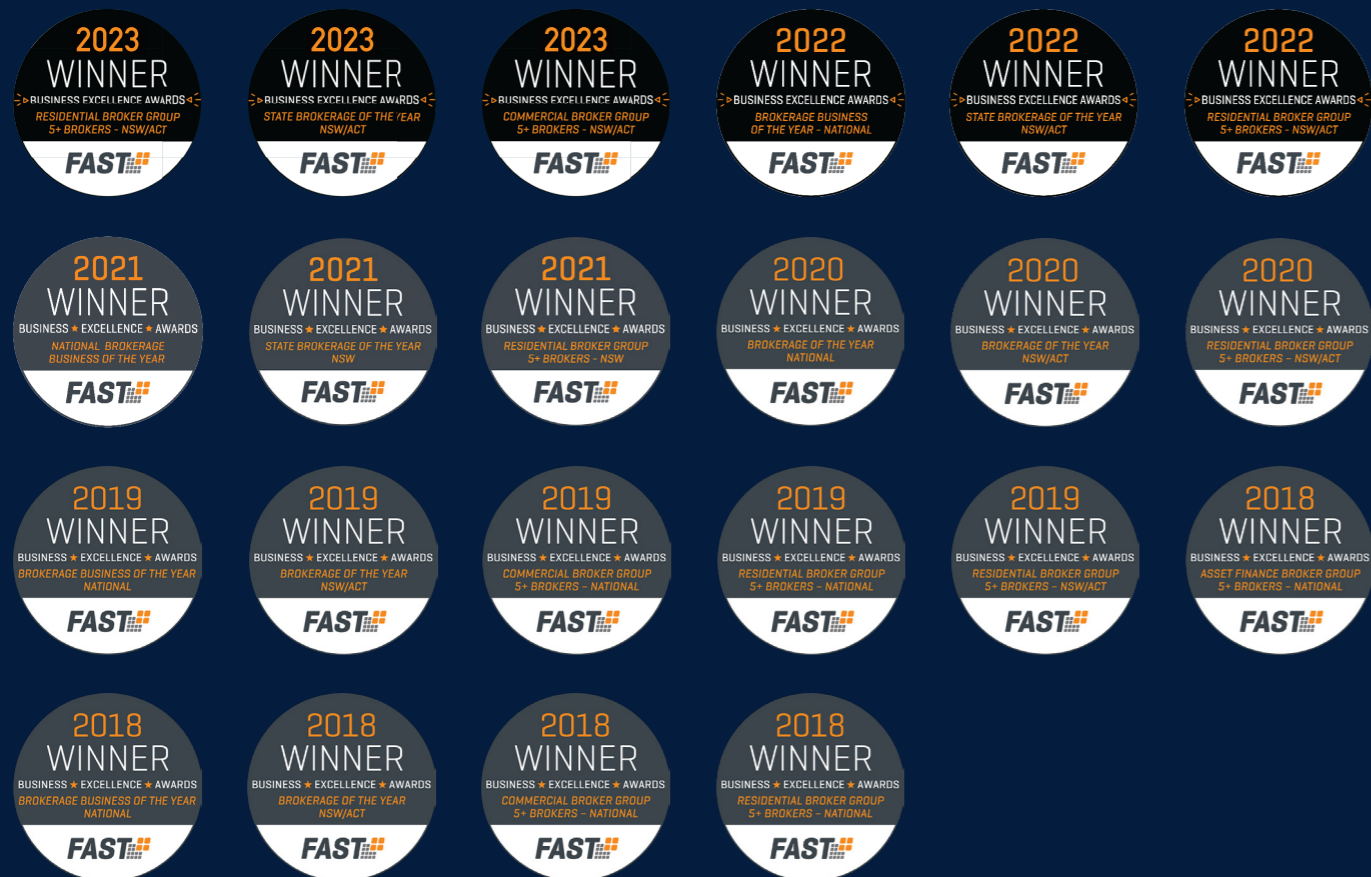 2023
WINNER
BUSINESS EXCELLENCE AWARDS
RESIDENTIAL BROKER GROUP
5+ BROKERS - NSW/ACT
FAST
2023
WINNER
BUSINESS EXCELLENCE AWARDS
STATE BROKERAGE OF THE YEAR
NSW/ACT
FAST
2023
WINNER
BUSINESS EXCELLENCE AWARDS
COMMERCIAL BROKER GROUP
5+ BROKERS - NSW/ACT
FAST
2022
WINNER
BUSINESS EXCELLENCE AWARDS
BROKERAGE BUSINESS
OF THE YEAR - NATIONAL
FAST
2022
WINNER
BUSINESS EXCELLENCE AWARDS
STATE BROKERAGE OF THE YEAR
NSW/ACT
FAST
2022
WINNER
BUSINESS EXCELLENCE AWARDS
RESIDENTIAL BROKER GROUP
5+ BROKERS - NSW/ACT
FAST
2021
WINNER
BUSINESS ★ EXCELLENCE ★ AWARDS
NATIONAL BROKERAGE
BUSINESS OF THE YEAR
FAST
2021
WINNER
BUSINESS ★ EXCELLENCE ★ AWARDS
STATE BROKERAGE OF THE YEAR
NSW
FAST
2021
WINNER
BUSINESS ★ EXCELLENCE ★ AWARDS
RESIDENTIAL BROKER GROUP
5+ BROKERS – NSW
FAST
2020
WINNER
BUSINESS ★ EXCELLENCE ★ AWARDS
BROKERAGE OF THE YEAR
NATIONAL
FAST
2020
WINNER
BUSINESS ★ EXCELLENCE ★ AWARDS
BROKERAGE OF THE YEAR
NSW/ACT
FAST
2020
WINNER
BUSINESS ★ EXCELLENCE ★ AWARDS
RESIDENTIAL BROKER GROUP
5+ BROKERS – NSW/ACT
FAST
2019
WINNER
BUSINESS ★ EXCELLENCE ★ AWARDS
BROKERAGE BUSINESS OF THE YEAR
NATIONAL
FAST
2019
WINNER
BUSINESS ★ EXCELLENCE ★ AWARDS
BROKERAGE OF THE YEAR
NSW/ACT
FAST
2019
WINNER
BUSINESS ★ EXCELLENCE ★ AWARDS
COMMERCIAL BROKER GROUP
5+ BROKERS – NATIONAL
FAST
2019
WINNER
BUSINESS ★ EXCELLENCE ★ AWARDS
RESIDENTIAL BROKER GROUP
5+ BROKERS – NATIONAL
FAST
2019
WINNER
BUSINESS ★ EXCELLENCE ★ AWARDS
RESIDENTIAL BROKER GROUP
5+ BROKERS – NSW/ACT
FAST
2018
WINNER
BUSINESS ★ EXCELLENCE ★ AWARDS
ASSET FINANCE BROKER GROUP
5+ BROKERS – NATIONAL
FAST
2018
WINNER
BUSINESS ★ EXCELLENCE ★ AWARDS
BROKERAGE BUSINESS OF THE YEAR
NATIONAL
FAST
2018
WINNER
BUSINESS ★ EXCELLENCE ★ AWARDS
BROKERAGE OF THE YEAR
NSW/ACT
FAST
2018
WINNER
BUSINESS ★ EXCELLENCE ★ AWARDS
COMMERCIAL BROKER GROUP
5+ BROKERS – NATIONAL
FAST
2018
WINNER
BUSINESS ★ EXCELLENCE ★ AWARDS
RESIDENTIAL BROKER GROUP
5+ BROKERS – NATIONAL
FAST